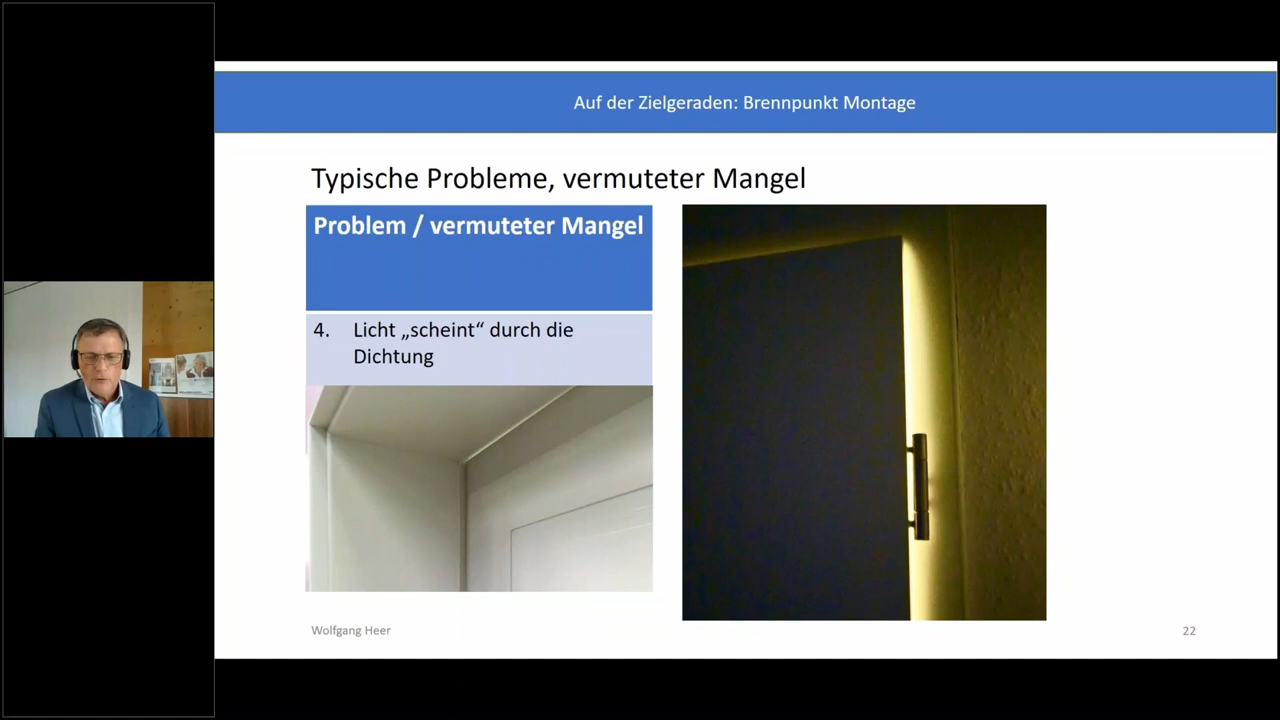 Auf der Zielgeraden: Brennpunkt Montage
Typische Probleme, vermuteter Mangel
Problem / vermuteter Mangel
4. Licht „scheint“ durch die
Dichtung
Wolfgang Heer
22